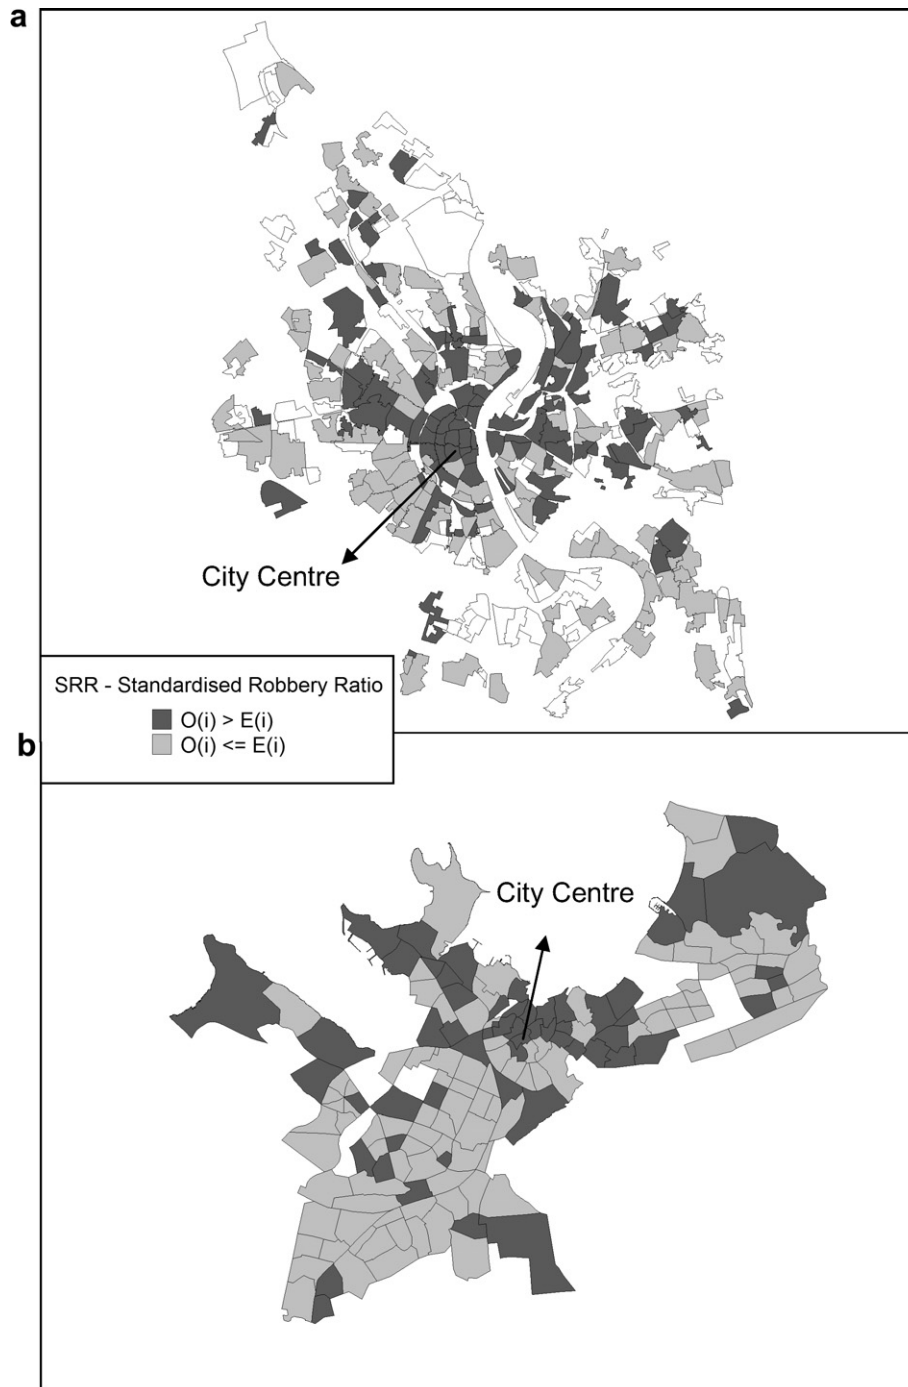 a
City Centre
SRR - Standardised Robbery Ratio
O(i) > E(i)
O(i) <= E(i)
b
City Centre